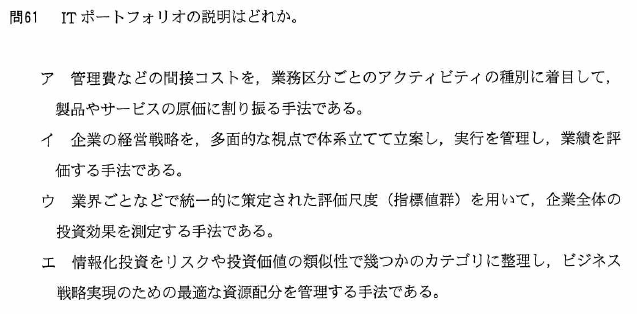 問61 ITポートフォリオの説明はどれか。
ア 管理費などの間接コストを，業務区分ごとのアクティビティの種別に着目して，
製品やサービスの原価に割り振る手法である。
イ 企業の経営戦略を，多面的な視点で体系立てて立案し，実行を管理し，業績を評
価する手法である。
ウ 業界ごとなどで統一的に策定された評価尺度（指標値群）を用いて，企業全体の
投資効果を測定する手法である。
エ 情報化投資をリスクや投資価値の類似性で幾つかのカテゴリに整理し，ビジネス
戦略実現のための最適な資源配分を管理する手法である。